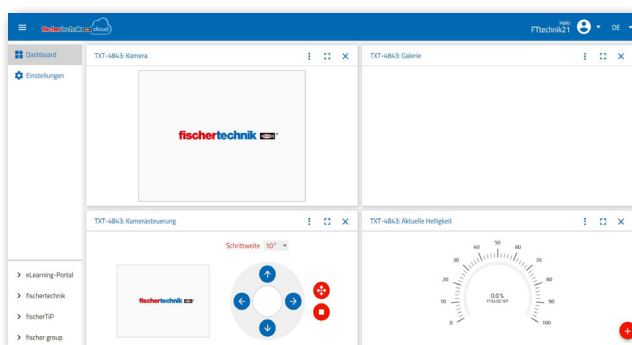 fischertechnik cloud
Hallo
FTtechnik21
DE
Dashboard
Einstellungen
eLearning-Portal
fischertechnik
fischerTiP
fischer group
TXT-4843: Kamera
fischertechnik
TXT-4843: Galerie
TXT-4843: Kamerasteuerung
Schrittweite 10°
fischertechnik
TXT-4843: Aktuelle Helligkeit
0
10
20
30
40
50
60
70
80
90
100
0.0 %